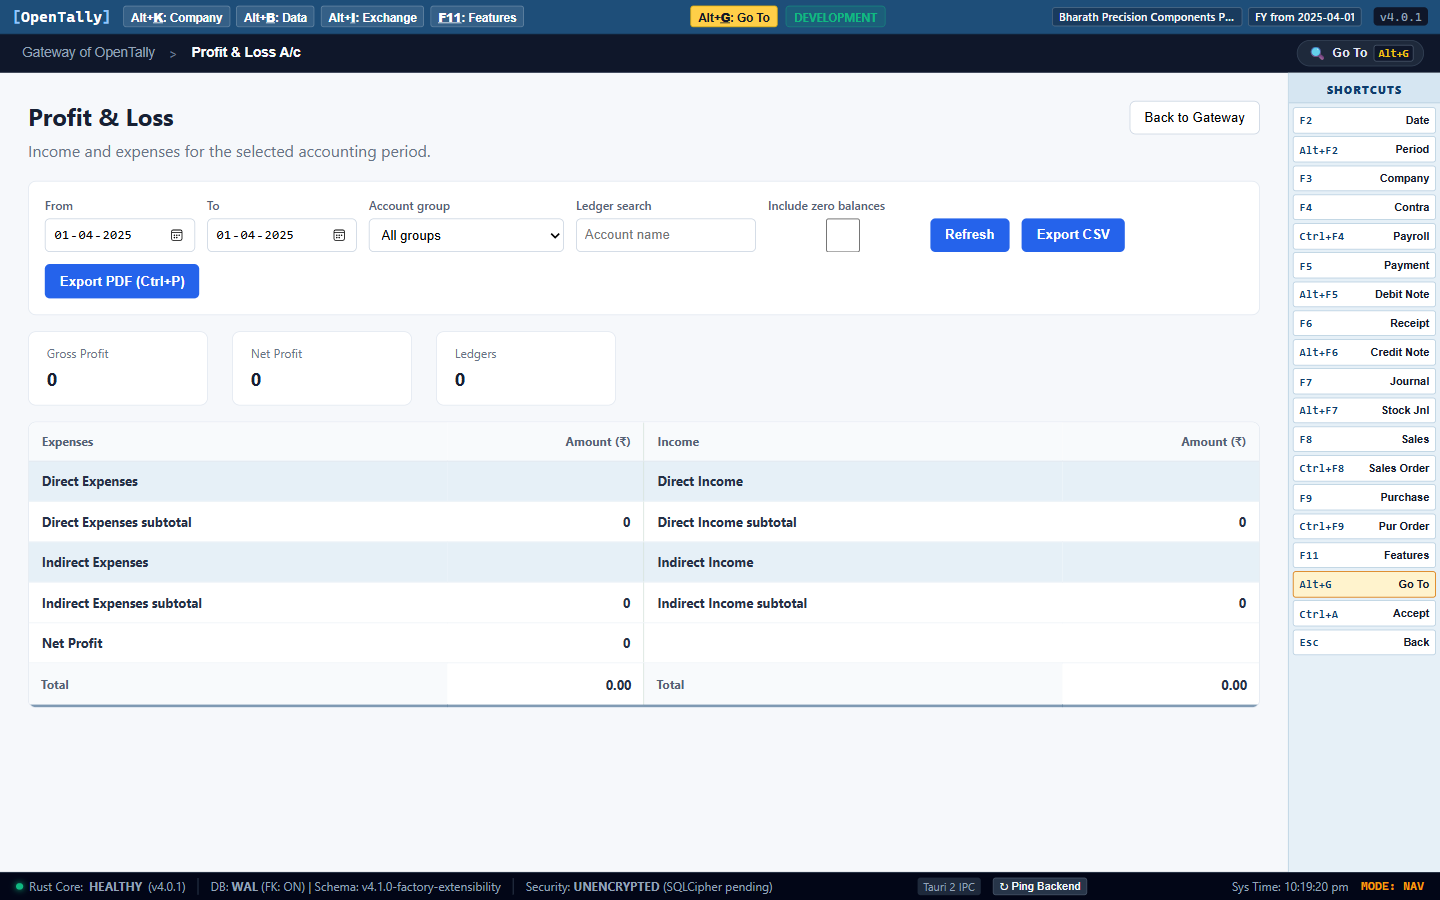 [OpenTally] Alt+K: Company Alt+B: Data Alt+I: Exchange F11: Features Alt+G: Go To DEVELOPMENT Bharath Precision Components P... FY from 2025-04-01 v4.0.1
Gateway of OpenTally > Profit & Loss A/c Go To Alt+G
Profit & Loss
Back to Gateway
Income and expenses for the selected accounting period.
From To Account group Ledger search Include zero balances
01-04-2025 01-04-2025 All groups Account name Refresh Export CSV
Export PDF (Ctrl+P)
Gross Profit Net Profit Ledgers
0 0 0
Expenses Amount (₹) Income Amount (₹)
Direct Expenses Direct Income
Direct Expenses subtotal 0 Direct Income subtotal 0
Indirect Expenses Indirect Income
Indirect Expenses subtotal 0 Indirect Income subtotal 0
Net Profit 0
Total 0.00 Total 0.00
SHORTCUTS
F2 Date
Alt+F2 Period
F3 Company
F4 Contra
Ctrl+F4 Payroll
F5 Payment
Alt+F5 Debit Note
F6 Receipt
Alt+F6 Credit Note
F7 Journal
Alt+F7 Stock Jnl
F8 Sales
Ctrl+F8 Sales Order
F9 Purchase
Ctrl+F9 Pur Order
F11 Features
Alt+G Go To
Ctrl+A Accept
Esc Back
Rust Core: HEALTHY (v4.0.1) DB: WAL (FK: ON) | Schema: v4.1.0-factory-extensibility Security: UNENCRYPTED (SQLCipher pending) Tauri 2 IPC ↻ Ping Backend Sys Time: 10:19:20 pm MODE: NAV